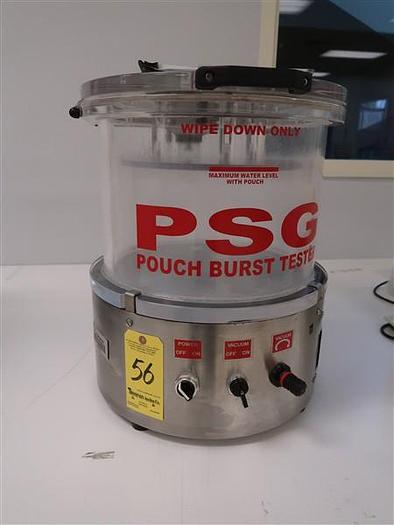 WIPE DOWN ONLY
MAXIMUM WATER LEVEL
WITH POUCH
PSG
POUCH BURST TESTER
POWER
OFF ON
VACUUM
OFF ON
VACUUM
56